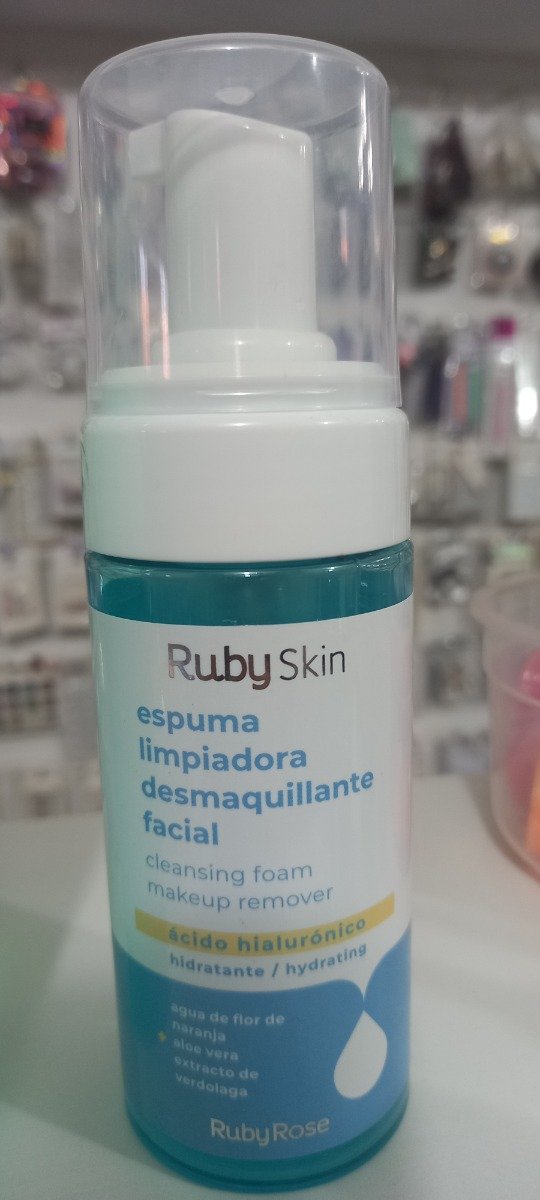 Ruby Skin
espuma
limpiadora
desmaquillante
facial
cleansing foam
makeup remover
ácido hialurónico
hidratante / hydrating
agua de flor de
naranja
+ aloe vera
extracto de
verdolaga
RubyRose